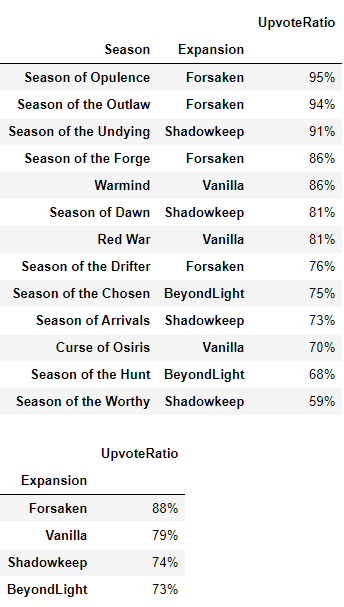 UpvoteRatio
Season Expansion
Season of Opulence Forsaken 95%
Season of the Outlaw Forsaken 94%
Season of the Undying Shadowkeep 91%
Season of the Forge Forsaken 86%
Warmind Vanilla 86%
Season of Dawn Shadowkeep 81%
Red War Vanilla 81%
Season of the Drifter Forsaken 76%
Season of the Chosen BeyondLight 75%
Season of Arrivals Shadowkeep 73%
Curse of Osiris Vanilla 70%
Season of the Hunt BeyondLight 68%
Season of the Worthy Shadowkeep 59%
UpvoteRatio
Expansion
Forsaken 88%
Vanilla 79%
Shadowkeep 74%
BeyondLight 73%